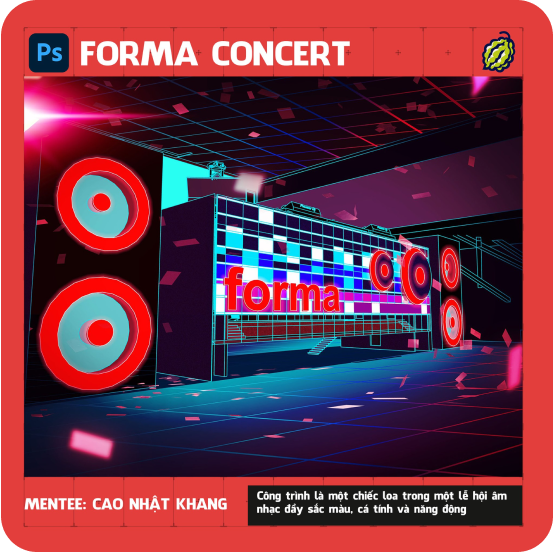 Ps FORMA CONCERT
forma
MENTEE: CAO NHẬT KHANG
Công trình là một chiếc loa trong một lễ hội âm
nhạc đầy sắc màu, cá tính và năng động